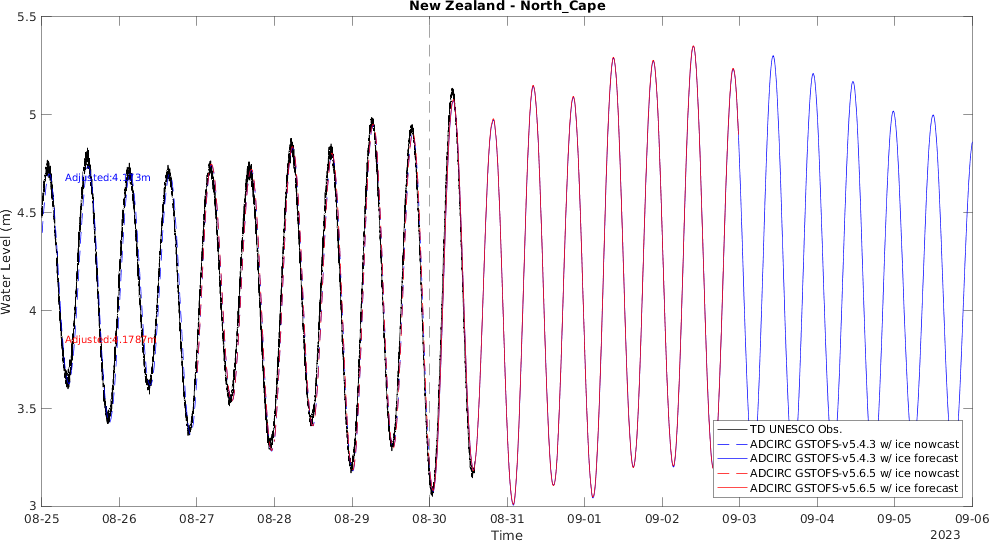 New Zealand - North_Cape
5.5
5
4.5
4
3.5
3
Water Level (m)
Adjusted:4.1
Adjusted:4.1787m
TD UNESCO Obs.
ADCIRC GSTOFS-v5.4.3 w/ ice nowcast
ADCIRC GSTOFS-v5.4.3 w/ ice forecast
ADCIRC GSTOFS-v5.6.5 w/ ice nowcast
ADCIRC GSTOFS-v5.6.5 w/ ice forecast
08-25 08-26 08-27 08-28 08-29 08-30 08-31 09-01 09-02 09-03 09-04 09-05 09-06
Time
2023